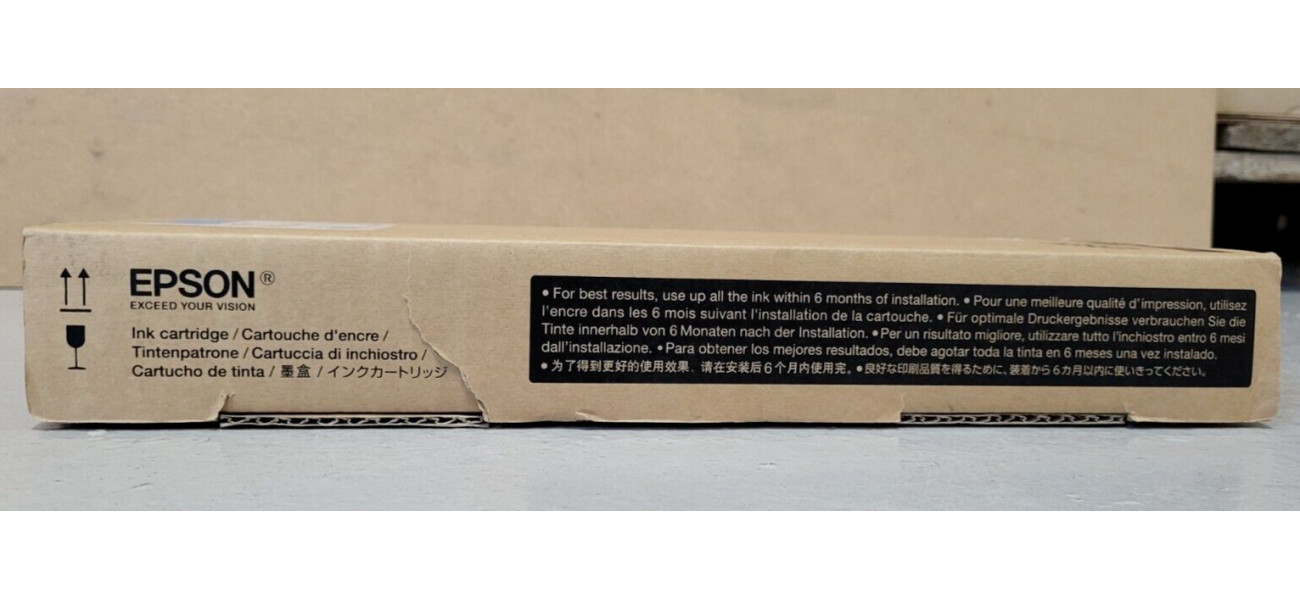 EPSON®
EXCEED YOUR VISION
Ink cartridge / Cartouche d'encre /
Tintenpatrone / Cartuccia di inchiostro /
Cartucho de tinta / 墨盒 / インクカートリッジ
• For best results, use up all the ink within 6 months of installation. • Pour une meilleure qualité d'impression, utilisez
l'encre dans les 6 mois suivant l'installation de la cartouche. • Für optimale Druckergebnisse verbrauchen Sie die
Tinte innerhalb von 6 Monaten nach der Installation. • Per un risultato migliore, utilizzare tutto l'inchiostro entro 6 mesi
dall'installazione. • Para obtener los mejores resultados, debe agotar toda la tinta en 6 meses una vez instalado.
• 为了得到更好的使用效果，请在安装后6个月内使用完。 • 良好な印刷品質を得るために、装着から6カ月以内に使いきってください。